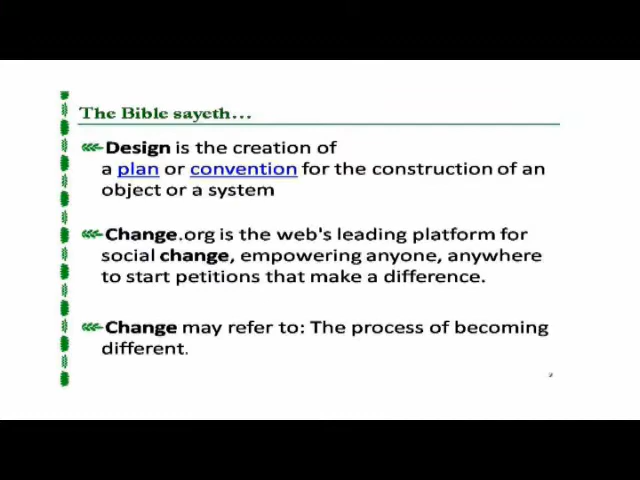 The Bible sayeth...
Design is the creation of
a plan or convention for the construction of an
object or a system
Change.org is the web's leading platform for
social change, empowering anyone, anywhere
to start petitions that make a difference.
Change may refer to: The process of becoming
different.